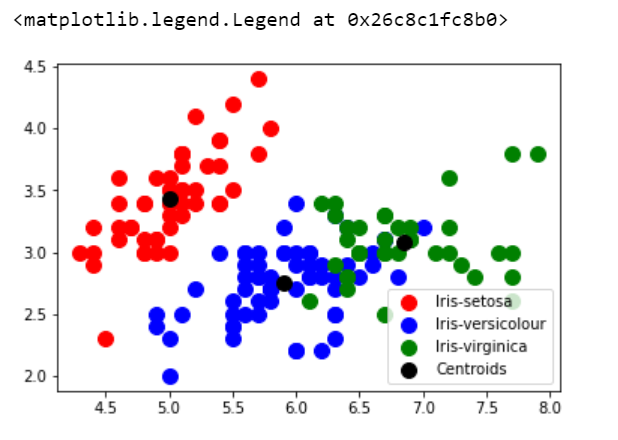 <matplotlib.legend.Legend at 0x26c8c1fc8b0>
4.5
4.0
3.5
3.0
2.5
2.0
Iris-setosa
Iris-versicolour
Iris-virginica
Centroids
4.5 5.0 5.5 6.0 6.5 7.0 7.5 8.0